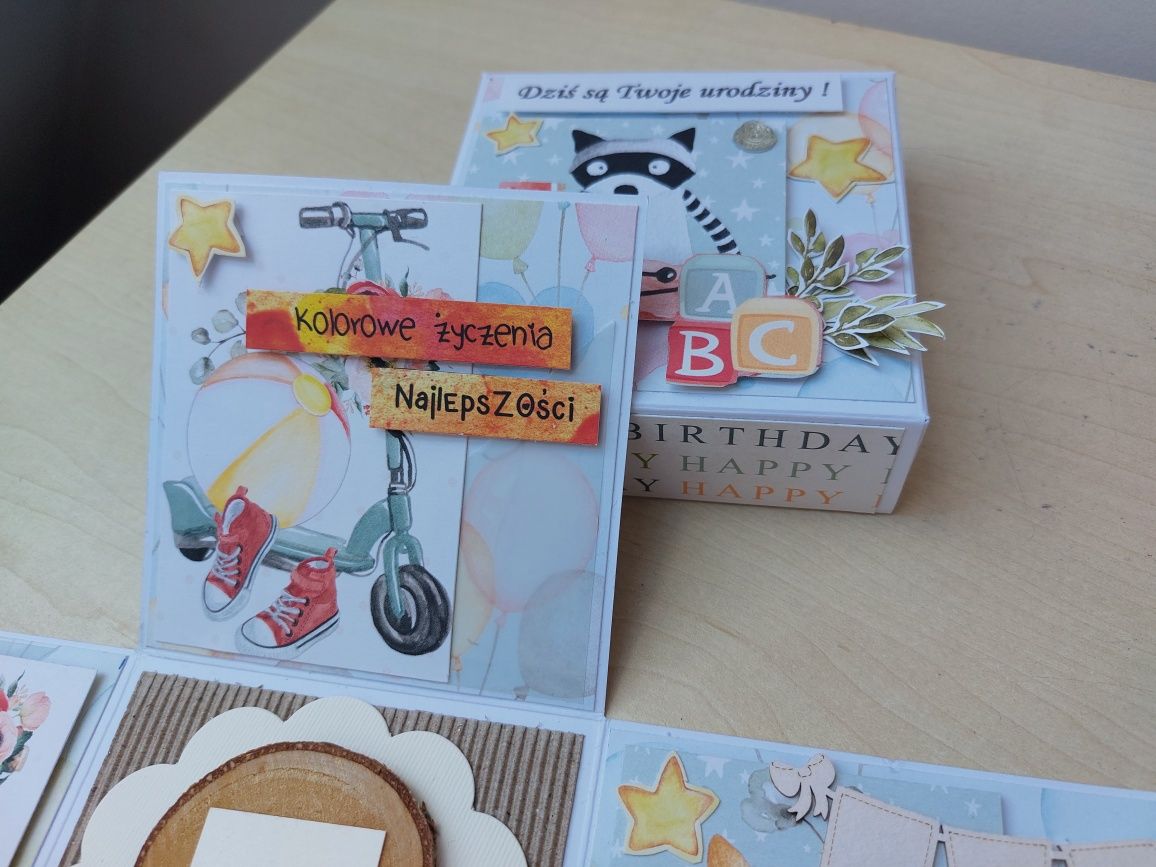 Dziś są Twoje urodziny !
Kolorowe życzenia
NajlEpsZOści
A
B C
BIRTHDAY
Y HAPPY
Y HAPPY